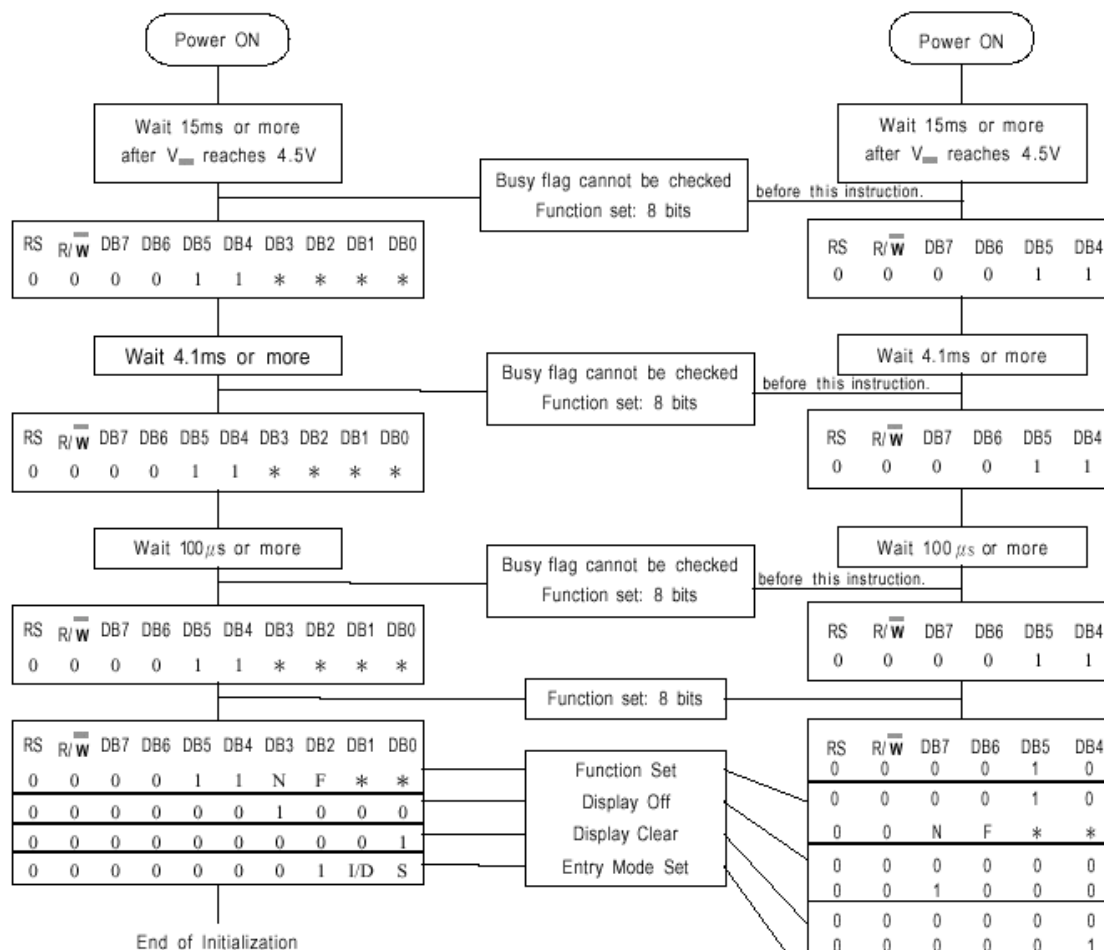 Power ON
Wait 15ms or more
after V reaches 4.5V
RS R/W DB7 DB6 DB5 DB4 DB3 DB2 DB1 DB0
0 0 0 0 1 1 * * * *
Wait 4.1ms or more
RS R/W DB7 DB6 DB5 DB4 DB3 DB2 DB1 DB0
0 0 0 0 1 1 * * * *
Wait 100μs or more
RS R/W DB7 DB6 DB5 DB4 DB3 DB2 DB1 DB0
0 0 0 0 1 1 * * * *
RS R/W DB7 DB6 DB5 DB4 DB3 DB2 DB1 DB0
0 0 0 0 1 1 N F * *
0 0 0 0 0 0 1 0 0 0
0 0 0 0 0 0 0 0 0 1
0 0 0 0 0 0 0 1 I/D S
End of Initialization
Busy flag cannot be checked
Function set: 8 bits
before this instruction.
Busy flag cannot be checked
Function set: 8 bits
before this instruction.
Busy flag cannot be checked
Function set: 8 bits
before this instruction.
Function set: 8 bits
Function Set
Display Off
Display Clear
Entry Mode Set
Power ON
Wait 15ms or more
after V reaches 4.5V
RS R/W DB7 DB6 DB5 DB4
0 0 0 0 1 1
Wait 4.1ms or more
RS R/W DB7 DB6 DB5 DB4
0 0 0 0 1 1
Wait 100μs or more
RS R/W DB7 DB6 DB5 DB4
0 0 0 0 1 1
RS R/W DB7 DB6 DB5 DB4
0 0 0 0 1 0
0 0 0 0 1 0
0 0 N F * *
0 0 0 0 0 0
0 0 1 0 0 0
0 0 0 0 0 0
0 0 0 0 0 1